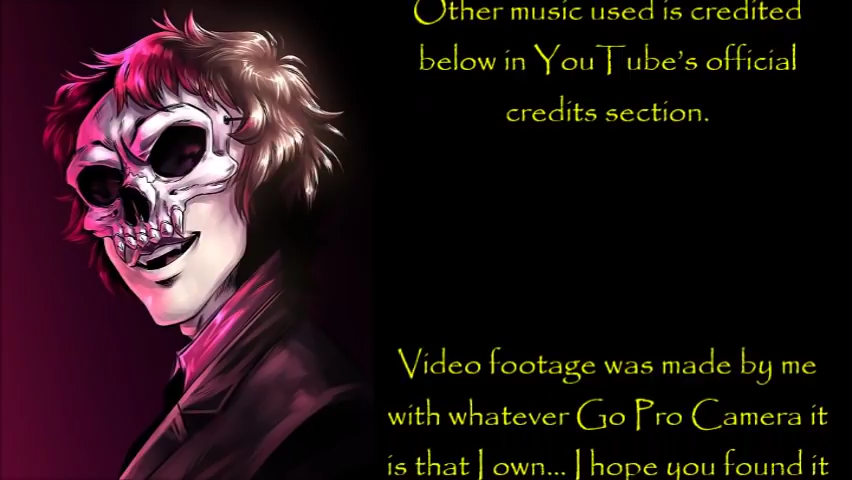 Other music used is credited
below in YouTube's official
credits section.
Video footage was made by me
with whatever Go Pro Camera it
is that I own... I hope you found it